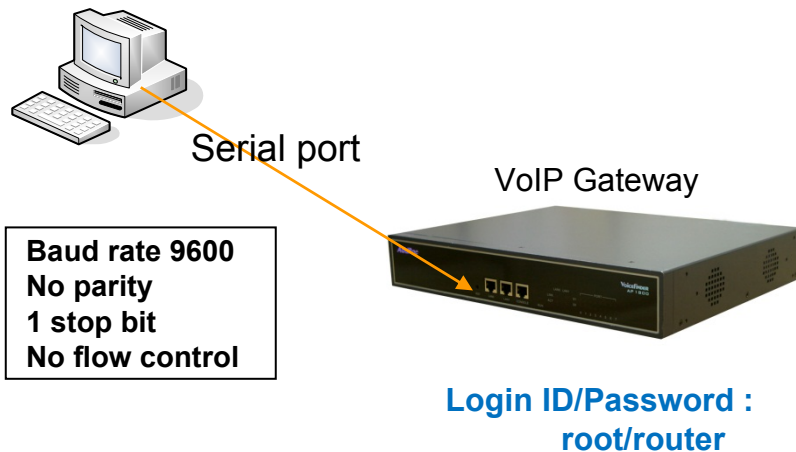 Serial port
VoIP Gateway
Baud rate 9600
No parity
1 stop bit
No flow control
Login ID/Password :
root/router